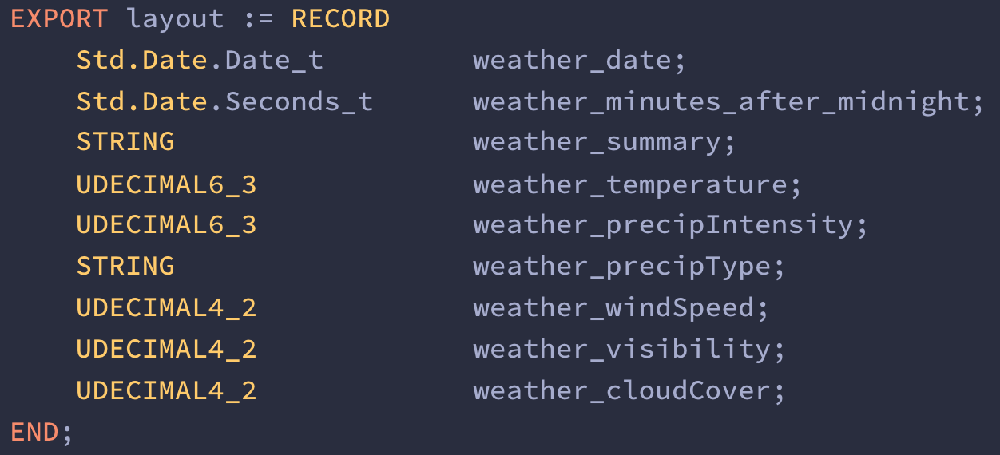 EXPORT layout := RECORD
    Std.Date.Date_t         weather_date;
    Std.Date.Seconds_t      weather_minutes_after_midnight;
    STRING                  weather_summary;
    UDECIMAL6_3             weather_temperature;
    UDECIMAL6_3             weather_precipIntensity;
    STRING                  weather_precipType;
    UDECIMAL4_2             weather_windSpeed;
    UDECIMAL4_2             weather_visibility;
    UDECIMAL4_2             weather_cloudCover;
END;